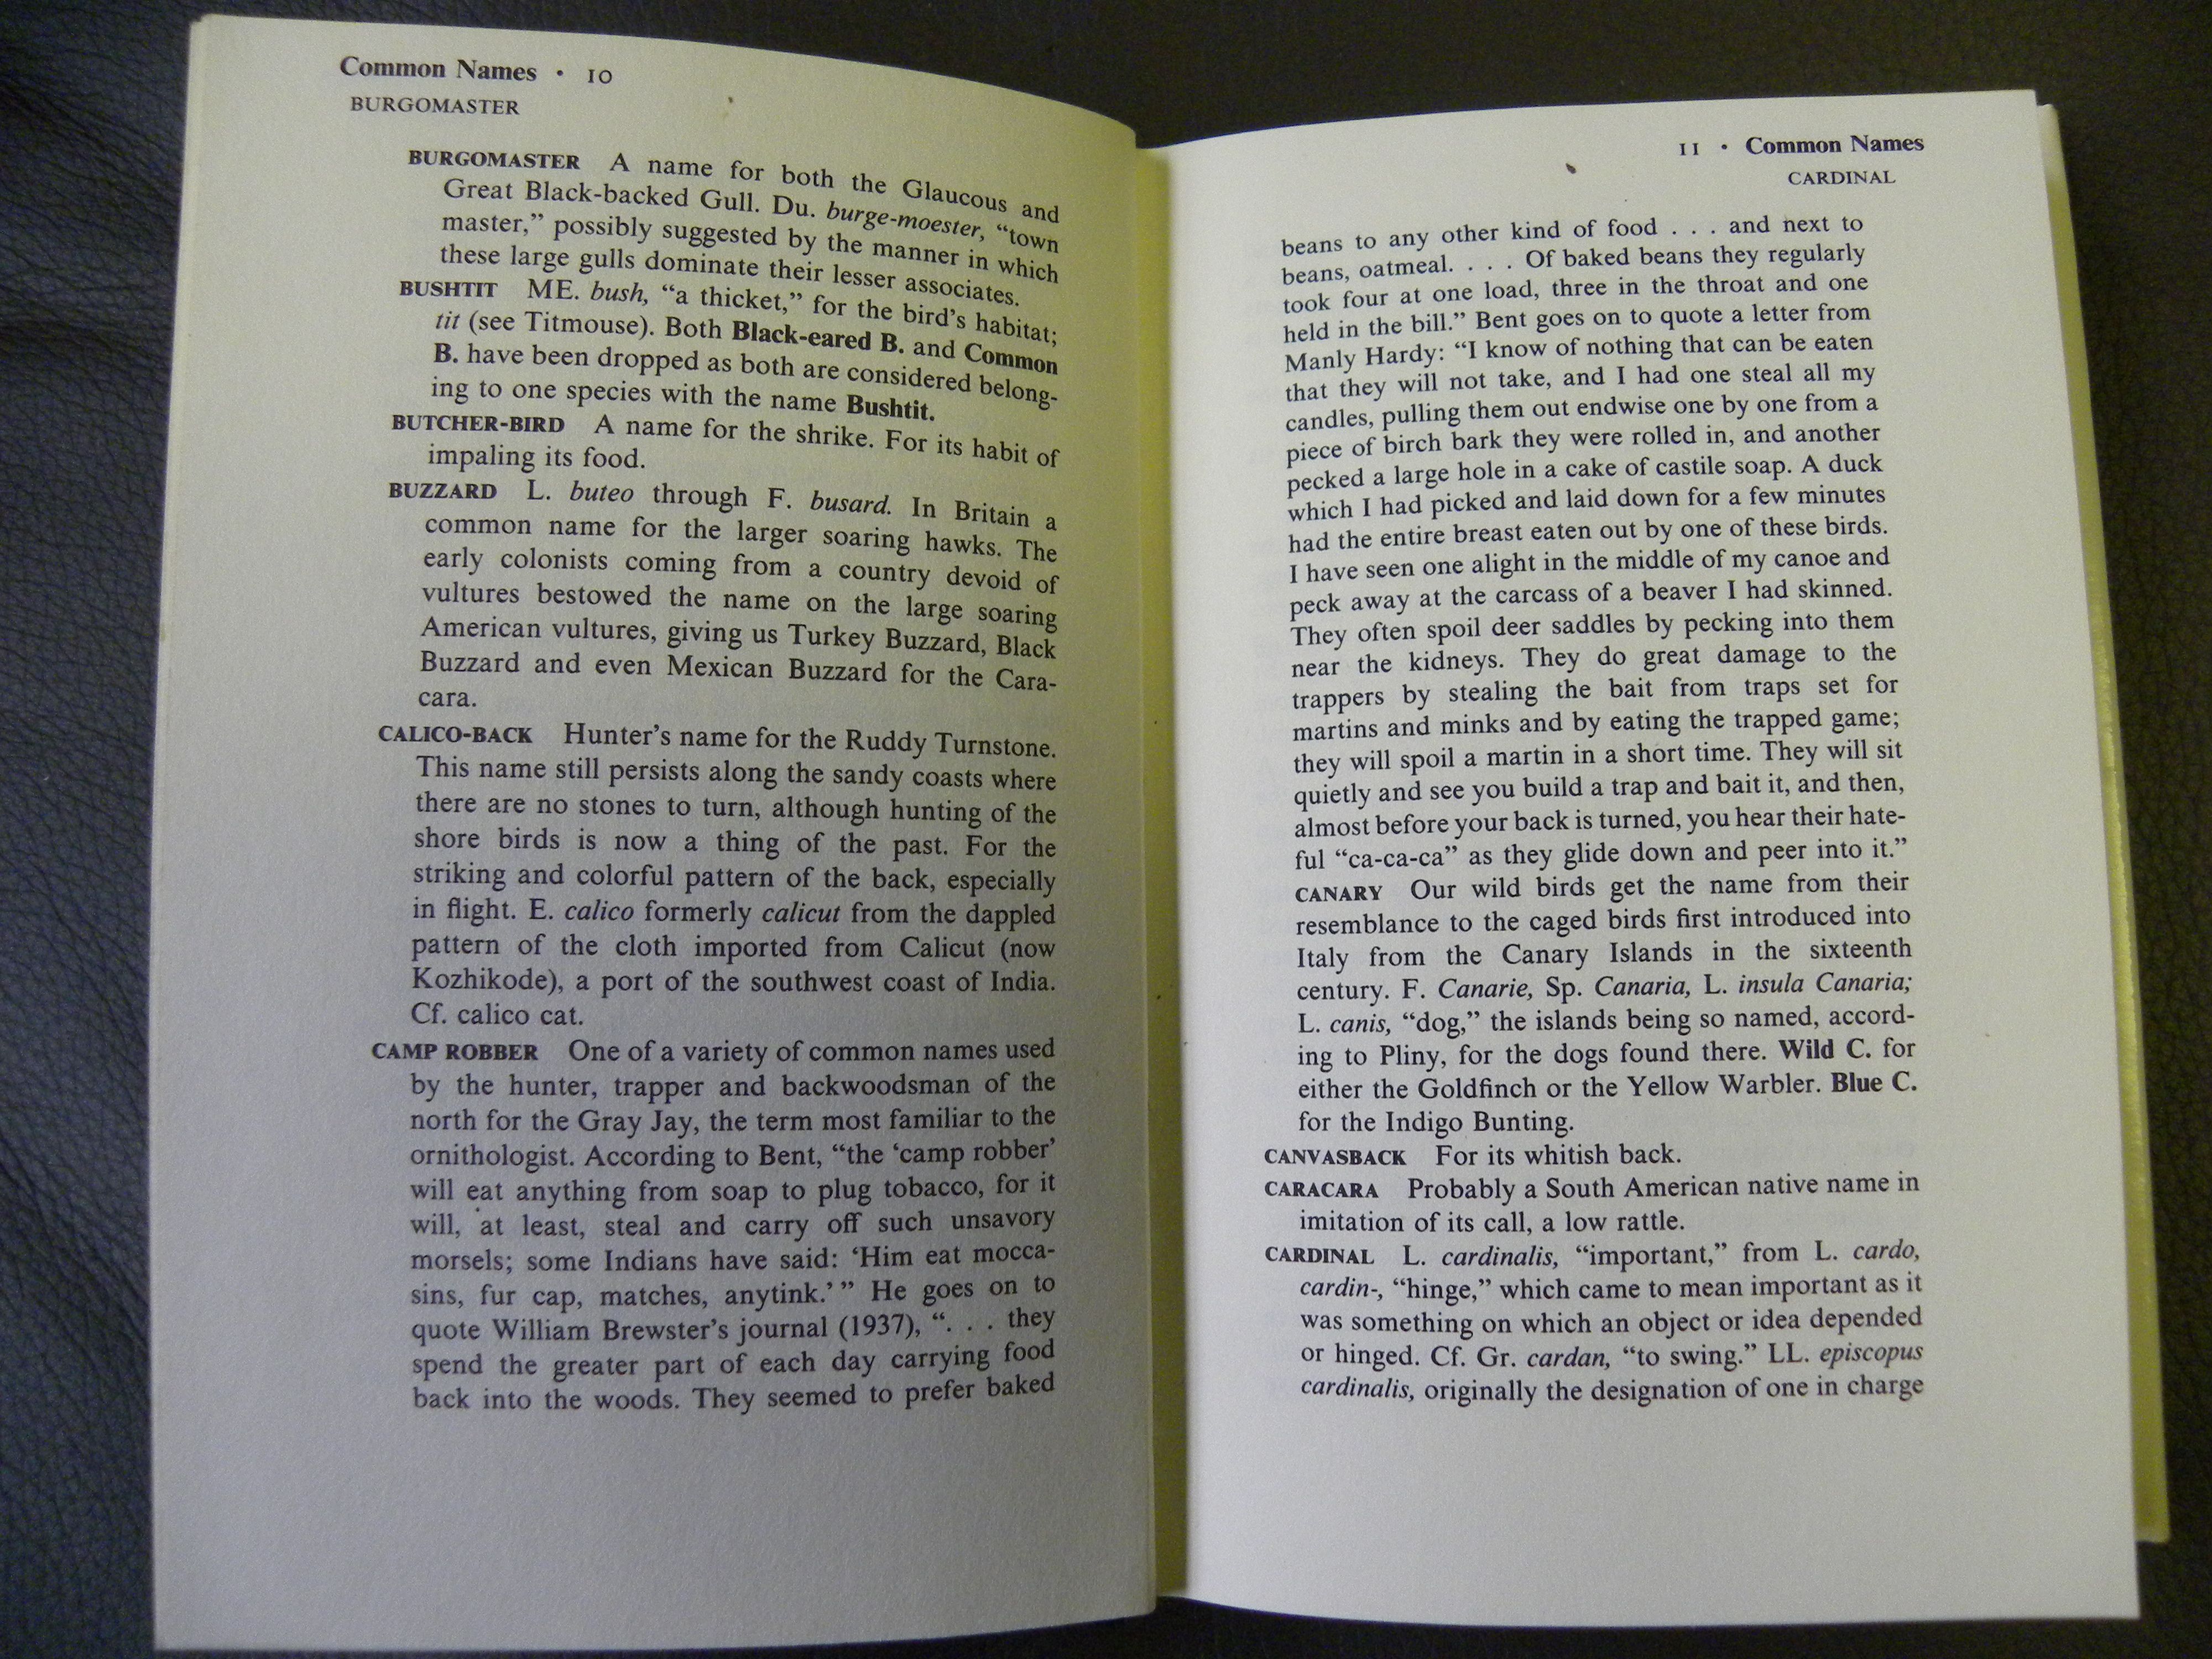 Common Names · 10
BURGOMASTER
BURGOMASTER A name for both the Glaucous and
Great Black-backed Gull. Du. burge-moester, “town
master,” possibly suggested by the manner in which
these large gulls dominate their lesser associates.
BUSHTIT ME. bush, “a thicket,” for the bird’s habitat;
tit (see Titmouse). Both Black-eared B. and Common
B. have been dropped as both are considered belong-
ing to one species with the name Bushtit.
BUTCHER-BIRD A name for the shrike. For its habit of
impaling its food.
BUZZARD L. buteo through F. busard. In Britain a
common name for the larger soaring hawks. The
early colonists coming from a country devoid of
vultures bestowed the name on the large soaring
American vultures, giving us Turkey Buzzard, Black
Buzzard and even Mexican Buzzard for the Cara-
cara.
CALICO-BACK Hunter’s name for the Ruddy Turnstone.
This name still persists along the sandy coasts where
there are no stones to turn, although hunting of the
shore birds is now a thing of the past. For the
striking and colorful pattern of the back, especially
in flight. E. calico formerly calicut from the dappled
pattern of the cloth imported from Calicut (now
Kozhikode), a port of the southwest coast of India.
Cf. calico cat.
CAMP ROBBER One of a variety of common names used
by the hunter, trapper and backwoodsman of the
north for the Gray Jay, the term most familiar to the
ornithologist. According to Bent, “the ‘camp robber’
will eat anything from soap to plug tobacco, for it
will, at least, steal and carry off such unsavory
morsels; some Indians have said: ‘Him eat mocca-
sins, fur cap, matches, anytink.’” He goes on to
quote William Brewster’s journal (1937), “. . . they
spend the greater part of each day carrying food
back into the woods. They seemed to prefer baked
11 · Common Names
CARDINAL
beans to any other kind of food . . . and next to
beans, oatmeal. . . . Of baked beans they regularly
took four at one load, three in the throat and one
held in the bill.” Bent goes on to quote a letter from
Manly Hardy: “I know of nothing that can be eaten
that they will not take, and I had one steal all my
candles, pulling them out endwise one by one from a
piece of birch bark they were rolled in, and another
pecked a large hole in a cake of castile soap. A duck
which I had picked and laid down for a few minutes
had the entire breast eaten out by one of these birds.
I have seen one alight in the middle of my canoe and
peck away at the carcass of a beaver I had skinned.
They often spoil deer saddles by pecking into them
near the kidneys. They do great damage to the
trappers by stealing the bait from traps set for
martins and minks and by eating the trapped game;
they will spoil a martin in a short time. They will sit
quietly and see you build a trap and bait it, and then,
almost before your back is turned, you hear their hate-
ful “ca-ca-ca” as they glide down and peer into it.”
CANARY Our wild birds get the name from their
resemblance to the caged birds first introduced into
Italy from the Canary Islands in the sixteenth
century. F. Canarie, Sp. Canaria, L. insula Canaria;
L. canis, “dog,” the islands being so named, accord-
ing to Pliny, for the dogs found there. Wild C. for
either the Goldfinch or the Yellow Warbler. Blue C.
for the Indigo Bunting.
CANVASBACK For its whitish back.
CARACARA Probably a South American native name in
imitation of its call, a low rattle.
CARDINAL L. cardinalis, “important,” from L. cardo,
cardin-, “hinge,” which came to mean important as it
was something on which an object or idea depended
or hinged. Cf. Gr. cardan, “to swing.” LL. episcopus
cardinalis, originally the designation of one in charge